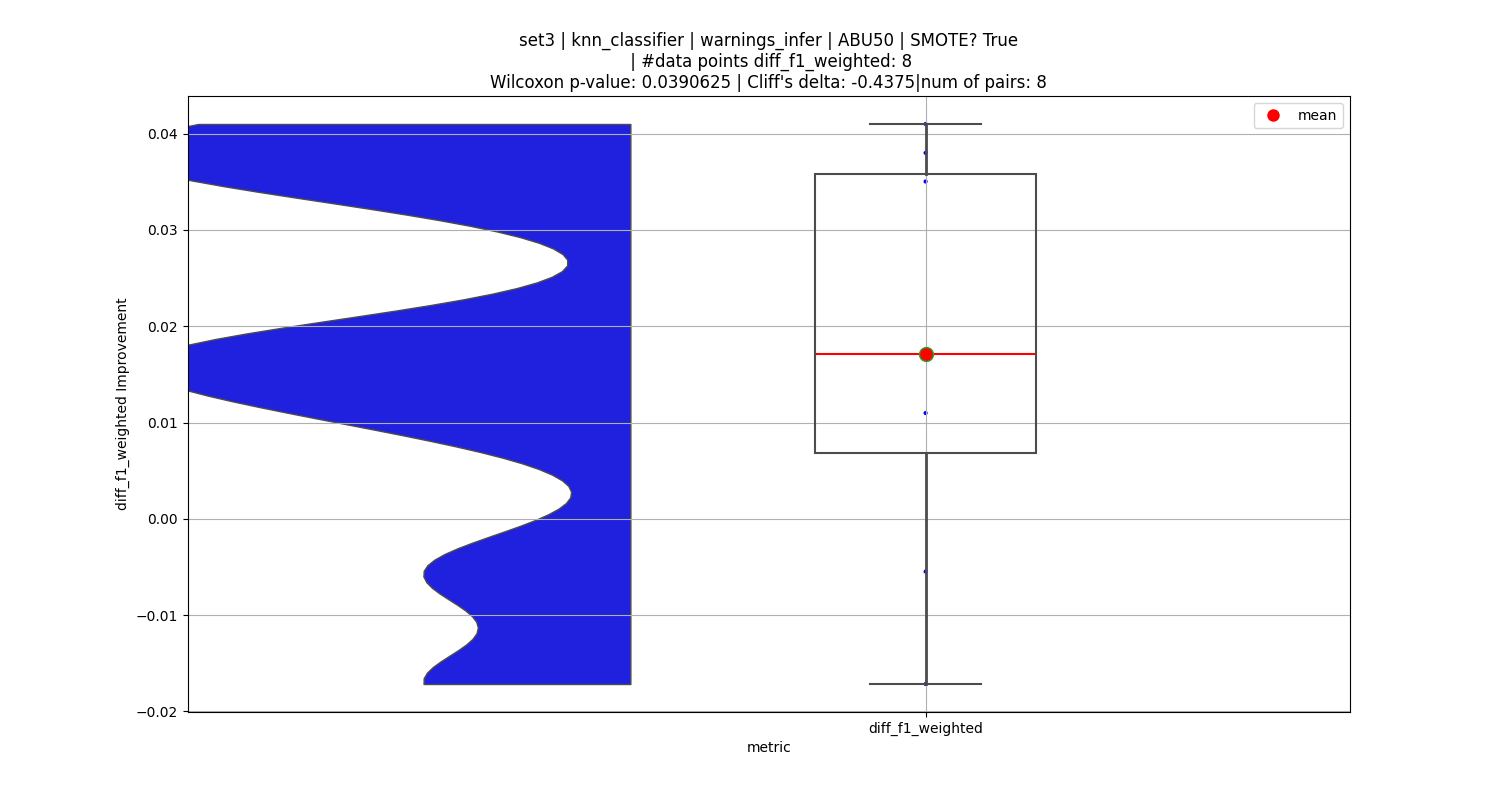 set3 | knn_classifier | warnings_infer | ABU50 | SMOTE? True
| #data points diff_f1_weighted: 8
Wilcoxon p-value: 0.0390625 | Cliff's delta: -0.4375|num of pairs: 8
mean
0.04
0.03
0.02
0.01
0.00
−0.01
−0.02
diff_f1_weighted Improvement
diff_f1_weighted
metric